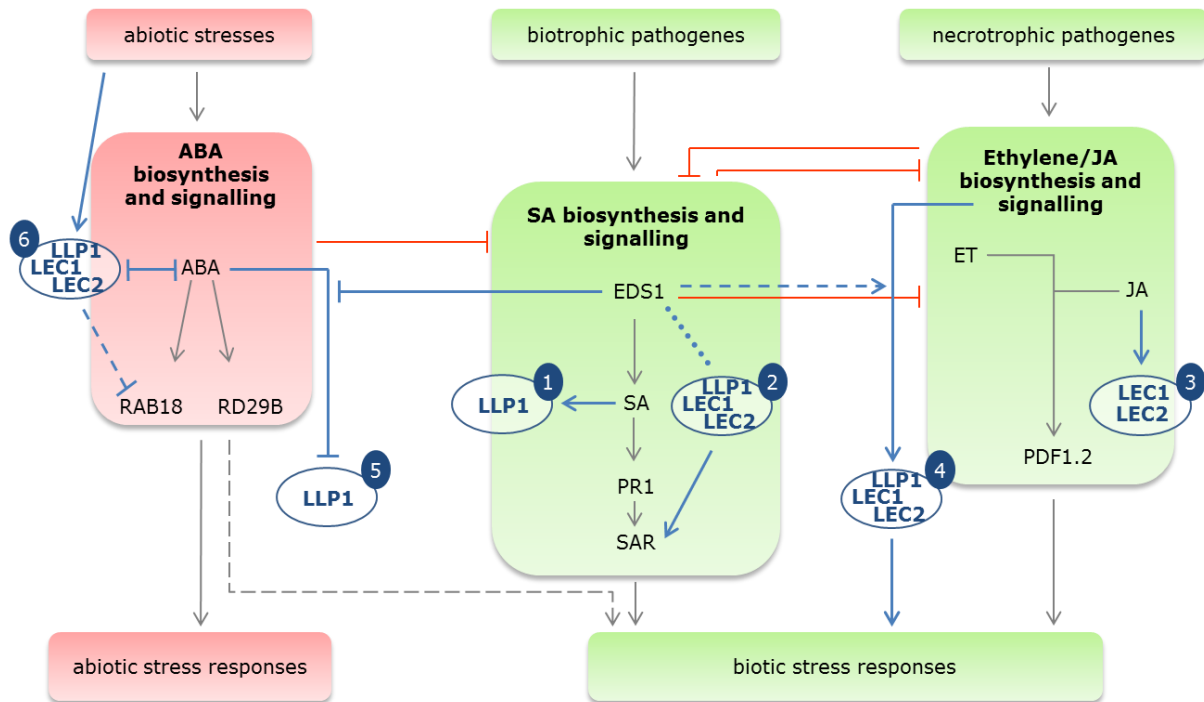 abiotic stresses
biotrophic pathogenes
necrotrophic pathogenes
ABA
biosynthesis
and signalling
6
LLP1
LEC1
LEC2
ABA
RAB18
RD29B
5
LLP1
SA biosynthesis and
signalling
EDS1
1
LLP1
SA
2
LLP1
LEC1
LEC2
PR1
SAR
Ethylene/JA
biosynthesis and
signalling
ET
JA
3
LEC1
LEC2
PDF1.2
4
LLP1
LEC1
LEC2
abiotic stress responses
biotic stress responses